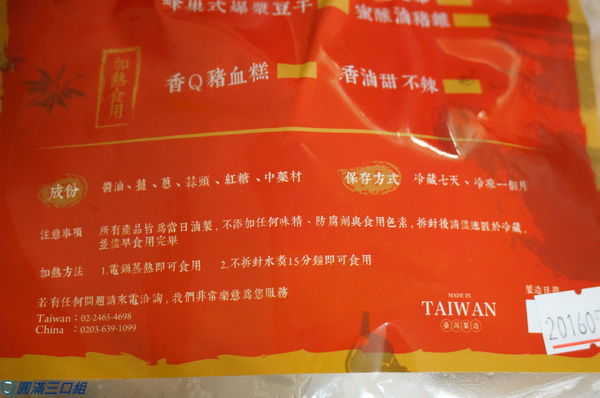 蜂巢式爆漿豆干
蜜釀滷豬
加熱食用
香Q豬血糕
香滷甜不辣
成份
醬油、薑、蔥、蒜頭、紅糖、中藥材
保存方式
冷藏七天、冷凍一個月
注意事項
所有產品皆為當日滷製,不添加任何味精、防腐劑與食用色素,拆封後請儘速置於冷藏,
並儘早食用完畢
加熱方法
1.電鍋蒸熱即可食用 2.不拆封水煮15分鐘即可食用
若有任何問題請來電洽詢,我們非常樂意為您服務
Taiwan:02-2465-4698
China :0203-639-1099
MADE IN
TAIWAN
臺灣製造
製造日期
201605
圓滿三口組